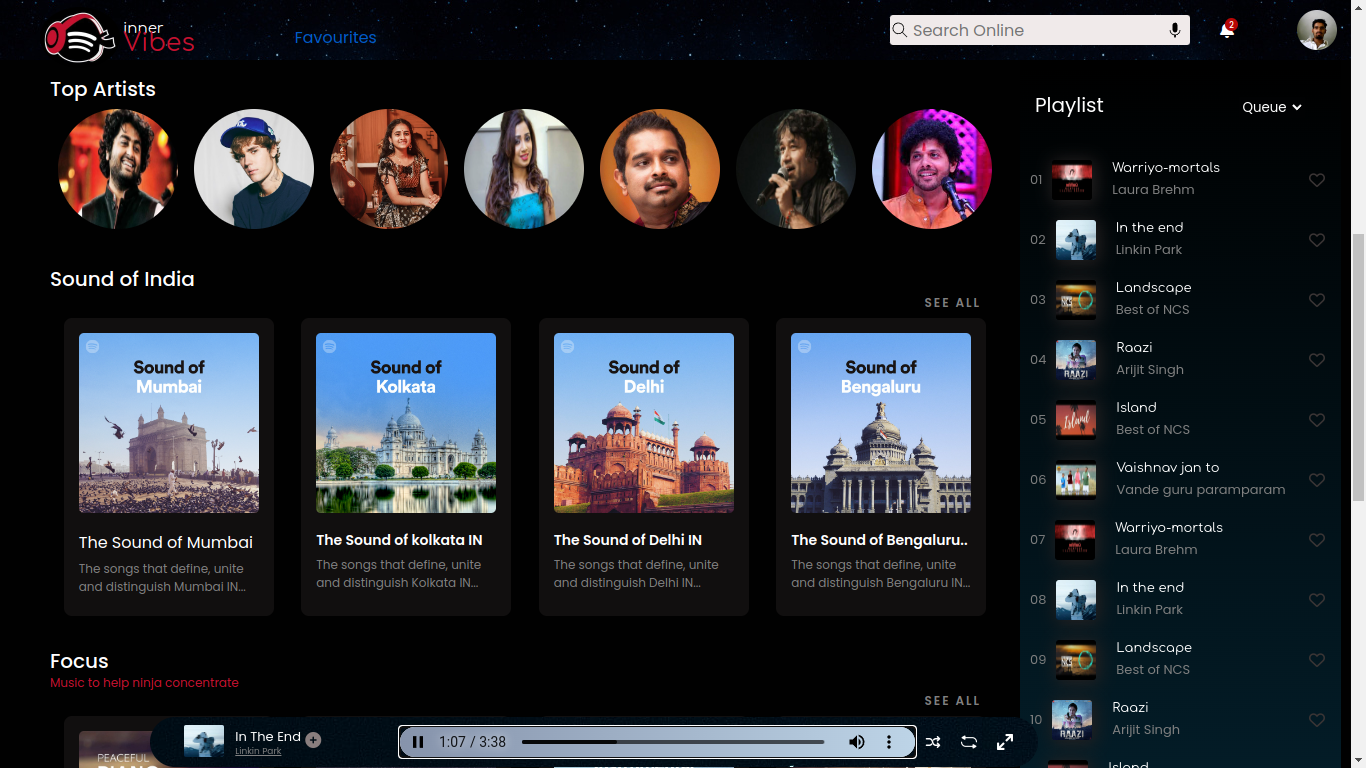 inner
Vibes
Favourites
Search Online
2
Top Artists
Sound of India
SEE ALL
Sound of
Mumbai
The Sound of Mumbai
The songs that define, unite
and distinguish Mumbai IN...
Sound of
Kolkata
The Sound of kolkata IN
The songs that define, unite
and distinguish Kolkata IN...
Sound of
Delhi
The Sound of Delhi IN
The songs that define, unite
and distinguish Delhi IN...
Sound of
Bengaluru
The Sound of Bengaluru..
The songs that define, unite
and distinguish Bengaluru IN...
Focus
Music to help ninja concentrate
SEE ALL
PEACEFUL
In The End
Linkin Park
1:07 / 3:38
Playlist
Queue
01
Warriyo-mortals
Laura Brehm
02
In the end
Linkin Park
03
Landscape
Best of NCS
04
RAAZI
Raazi
Arijit Singh
05
Island
Island
Best of NCS
06
Vaishnav jan to
Vande guru paramparam
07
Warriyo-mortals
Laura Brehm
08
In the end
Linkin Park
09
Landscape
Best of NCS
10
RAAZI
Raazi
Arijit Singh
Island